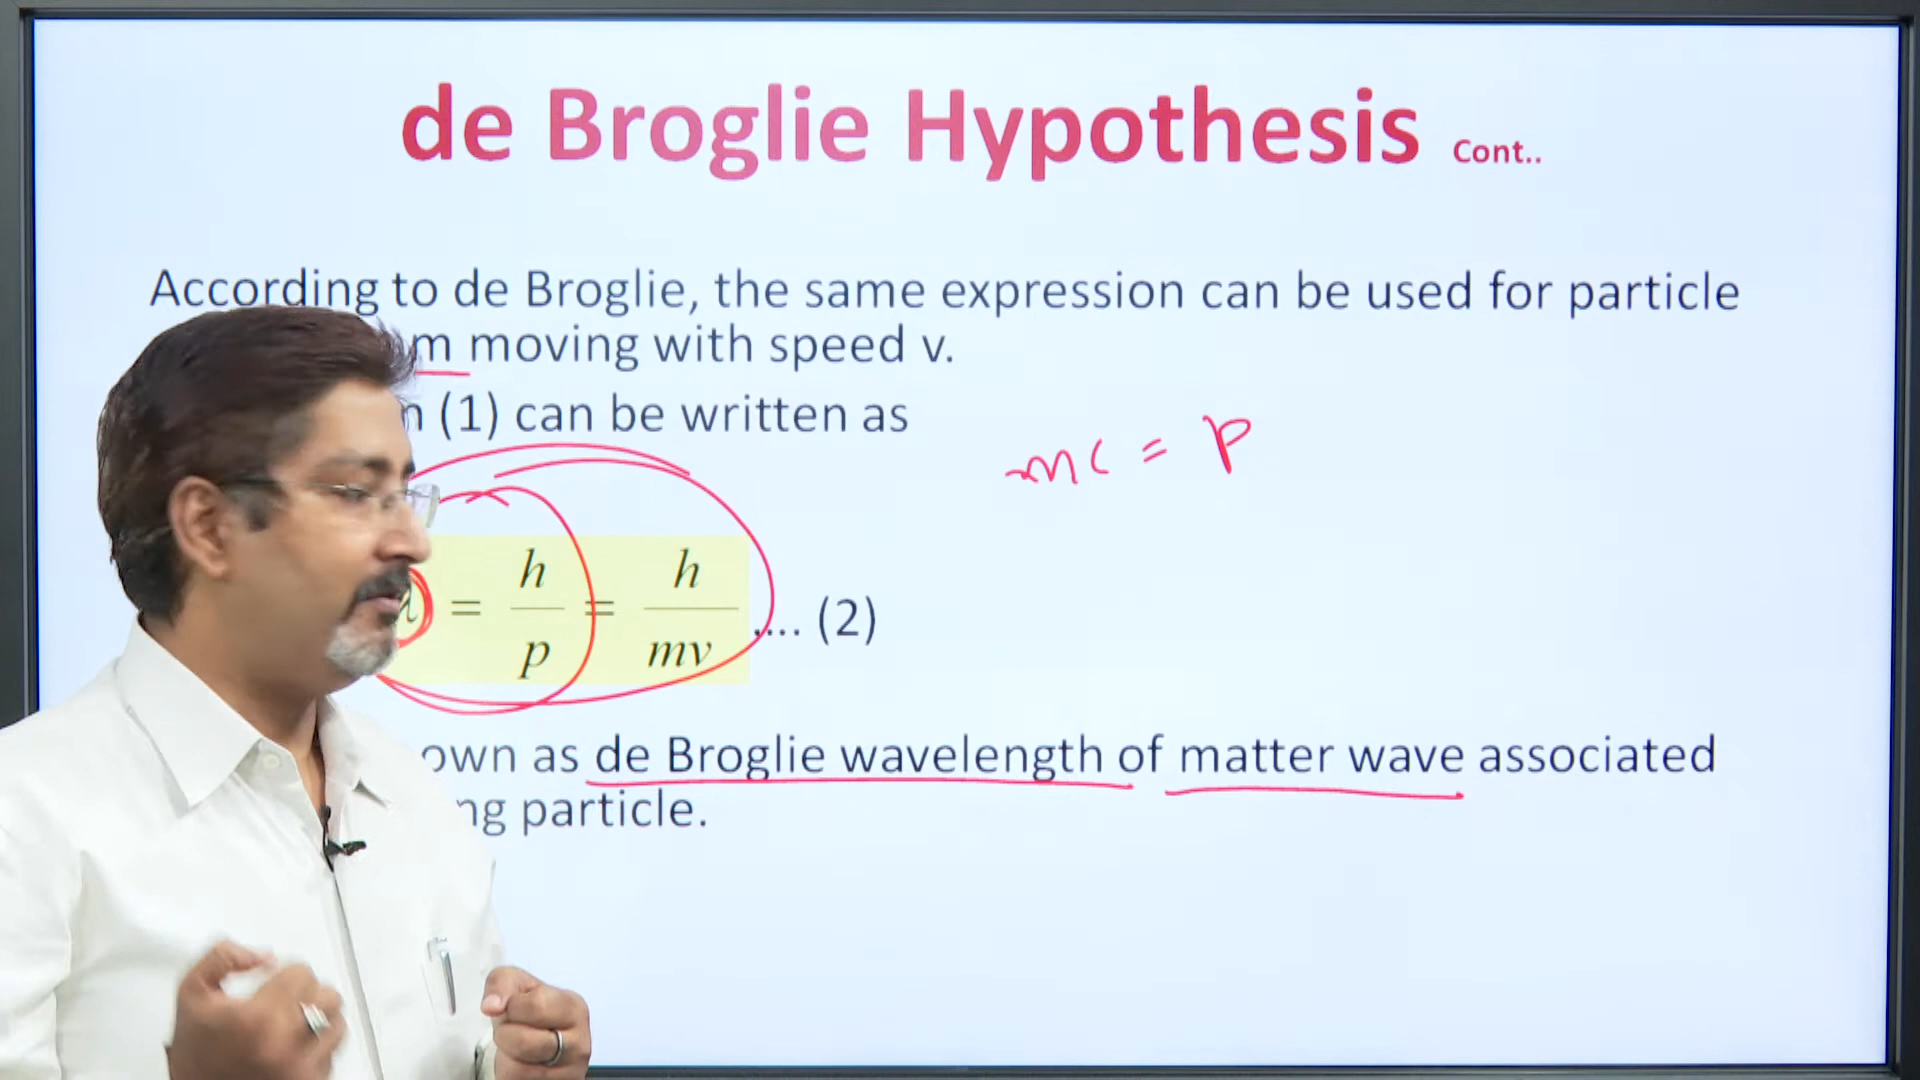 de Broglie Hypothesis Cont..
According to de Broglie, the same expression can be used for particle
m moving with speed v.
(1) can be written as
mc = p
λ = h/p = h/mv .... (2)
own as de Broglie wavelength of matter wave associated
ng particle.